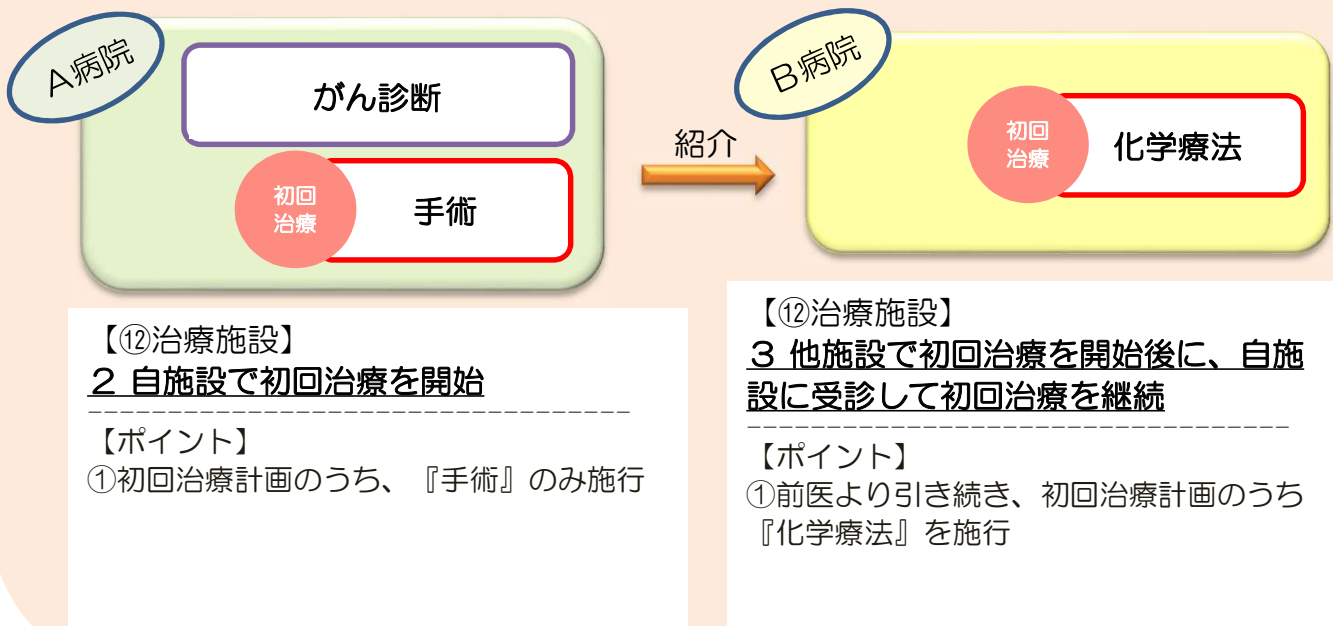 A病院
がん診断
初回
治療
手術
紹介
B病院
初回
治療
化学療法
【⑫治療施設】
２ 自施設で初回治療を開始
----------------------------------
【ポイント】
①初回治療計画のうち、『手術』のみ施行
【⑫治療施設】
３ 他施設で初回治療を開始後に、自施
設に受診して初回治療を継続
----------------------------------
【ポイント】
①前医より引き続き、初回治療計画のうち
『化学療法』を施行